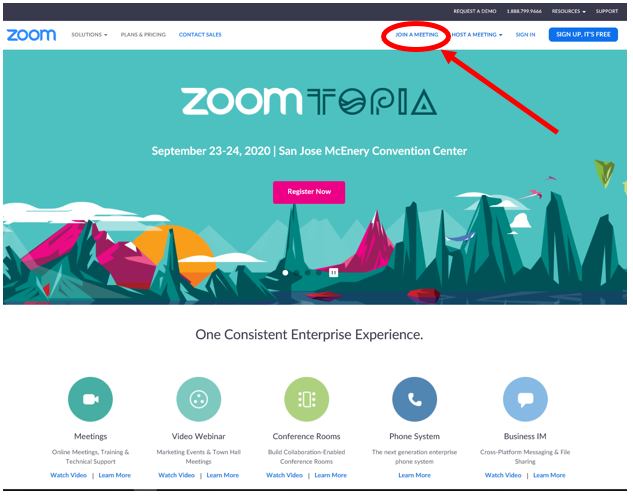 REQUEST A DEMO 1.888.799.9666 RESOURCES SUPPORT
zoom SOLUTIONS PLANS & PRICING CONTACT SALES JOIN A MEETING HOST A MEETING SIGN IN SIGN UP, IT'S FREE
ZOOMTOPIA
September 23-24, 2020 | San Jose McEnery Convention Center
Register Now
One Consistent Enterprise Experience.
Meetings Video Webinar Conference Rooms Phone System Business IM
Online Meetings, Training & Marketing Events & Town Hall Build Collaboration-Enabled The next generation enterprise Cross-Platform Messaging & File
Technical Support Meetings Conference Rooms phone system Sharing
Watch Video | Learn More Watch Video | Learn More Watch Video | Learn More Learn More Watch Video | Learn More